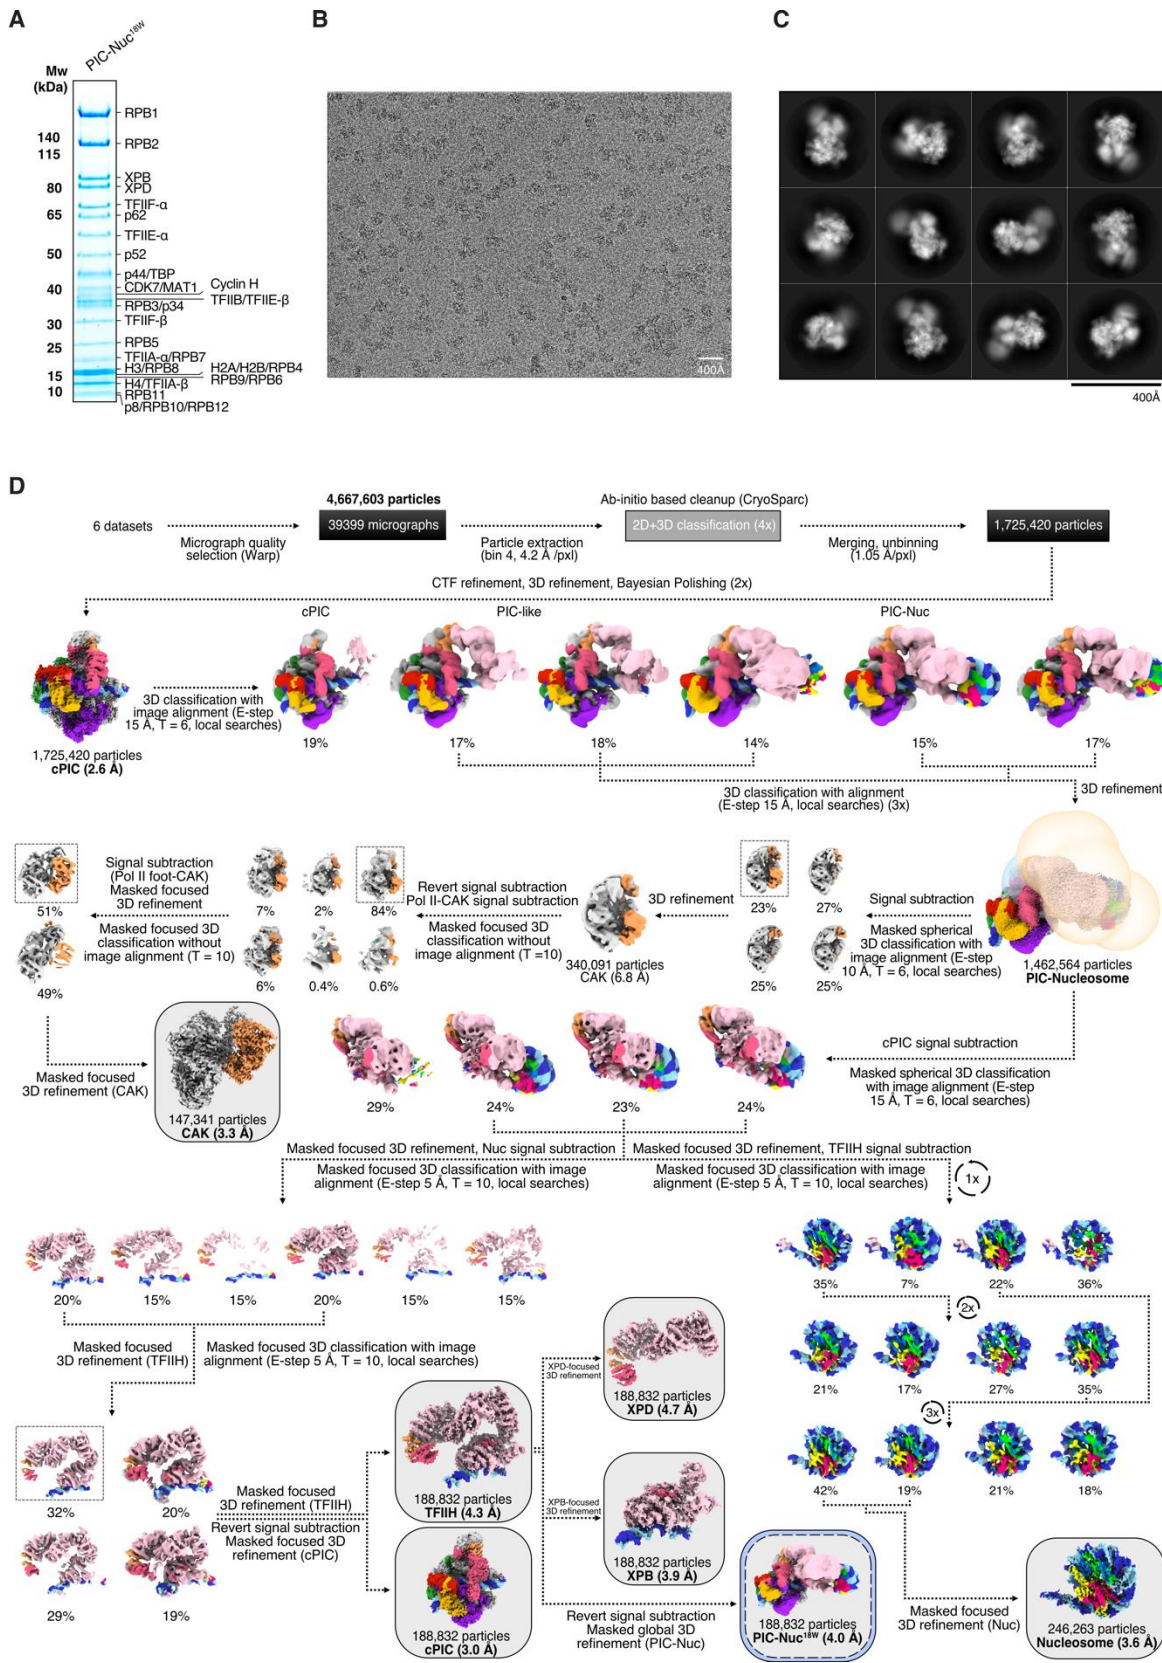 A
B
C
PIC-Nuc18W
Mw
(kDa)
140
115
80
65
50
40
30
25
15
10
RPB1
RPB2
XPB
XPD
TFIIF-α
p62
TFIIE-α
p52
p44/TBP
CDK7/MAT1
Cyclin H
TFIIB/TFIIE-β
RPB3/p34
TFIIF-β
RPB5
TFIIA-α/RPB7
H3/RPB8
H2A/H2B/RPB4
RPB9/RPB6
H4/TFIIA-β
RPB11
p8/RPB10/RPB12
400Å
400Å
D
6 datasets
Micrograph quality
selection (Warp)
4,667,603 particles
39399 micrographs
Particle extraction
(bin 4, 4.2 Å /pxl)
Ab-initio based cleanup (CryoSparc)
2D+3D classification (4x)
Merging, unbinning
(1.05 Å/pxl)
1,725,420 particles
CTF refinement, 3D refinement, Bayesian Polishing (2x)
cPIC
PIC-like
PIC-Nuc
1,725,420 particles
cPIC (2.6 Å)
3D classification with
image alignment (E-step
15 Å, T = 6, local searches)
19%
17%
18%
14%
15%
17%
3D classification with alignment
(E-step 15 Å, local searches) (3x)
3D refinement
1,462,564 particles
PIC-Nucleosome
Signal subtraction
Masked spherical
3D classification with
image alignment (E-step
10 Å, T = 6, local searches)
23%
27%
25%
25%
3D refinement
340,091 particles
CAK (6.8 Å)
Revert signal subtraction
Pol II-CAK signal subtraction
Masked focused 3D
classification without
image alignment (T =10)
7%
2%
84%
6%
0.4%
0.6%
Signal subtraction
(Pol II foot-CAK)
Masked focused
3D refinement
Masked focused 3D
classification without
image alignment (T = 10)
51%
49%
Masked focused
3D refinement (CAK)
147,341 particles
CAK (3.3 Å)
cPIC signal subtraction
Masked spherical 3D classification
with image alignment (E-step
15 Å, T = 6, local searches)
29%
24%
23%
24%
Masked focused 3D refinement, Nuc signal subtraction
Masked focused 3D classification with image
alignment (E-step 5 Å, T = 10, local searches)
Masked focused 3D refinement, TFIIH signal subtraction
Masked focused 3D classification with image
alignment (E-step 5 Å, T = 10, local searches)
1x
20%
15%
15%
20%
15%
15%
35%
7%
22%
36%
2x
21%
17%
27%
35%
3x
42%
19%
21%
18%
Masked focused
3D refinement (TFIIH)
Masked focused 3D classification with image
alignment (E-step 5 Å, T = 10, local searches)
32%
20%
29%
19%
Masked focused
3D refinement (TFIIH)
Revert signal subtraction
Masked focused 3D
refinement (cPIC)
188,832 particles
TFIIH (4.3 Å)
188,832 particles
cPIC (3.0 Å)
XPD-focused
3D refinement
188,832 particles
XPD (4.7 Å)
XPB-focused
3D refinement
188,832 particles
XPB (3.9 Å)
Revert signal subtraction
Masked global 3D
refinement (PIC-Nuc)
188,832 particles
PIC-Nuc18W (4.0 Å)
Masked focused
3D refinement (Nuc)
246,263 particles
Nucleosome (3.6 Å)